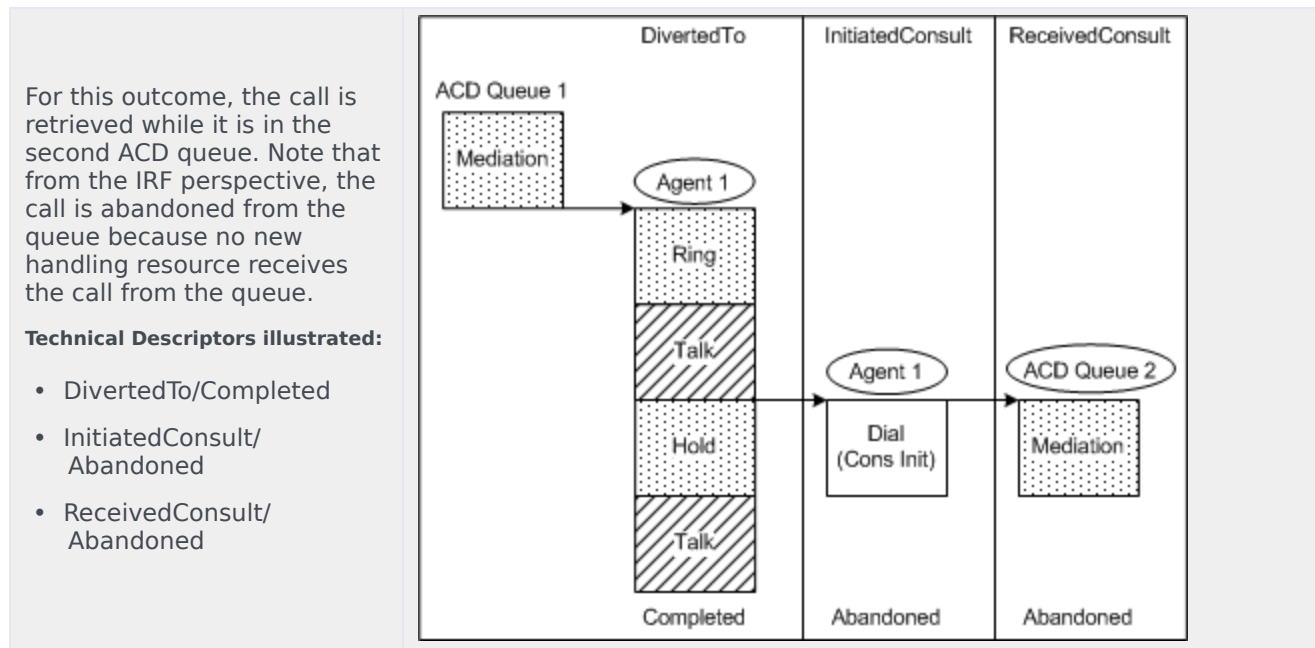 For this outcome, the call is
retrieved while it is in the
second ACD queue. Note that
from the IRF perspective, the
call is abandoned from the
queue because no new
handling resource receives
the call from the queue.
Technical Descriptors illustrated:
• DivertedTo/Completed
• InitiatedConsult/
Abandoned
• ReceivedConsult/
Abandoned
DivertedTo
InitiatedConsult
ReceivedConsult
ACD Queue 1
Mediation
Agent 1
Ring
Talk
Hold
Talk
Agent 1
Dial
(Cons Init)
ACD Queue 2
Mediation
Completed
Abandoned
Abandoned